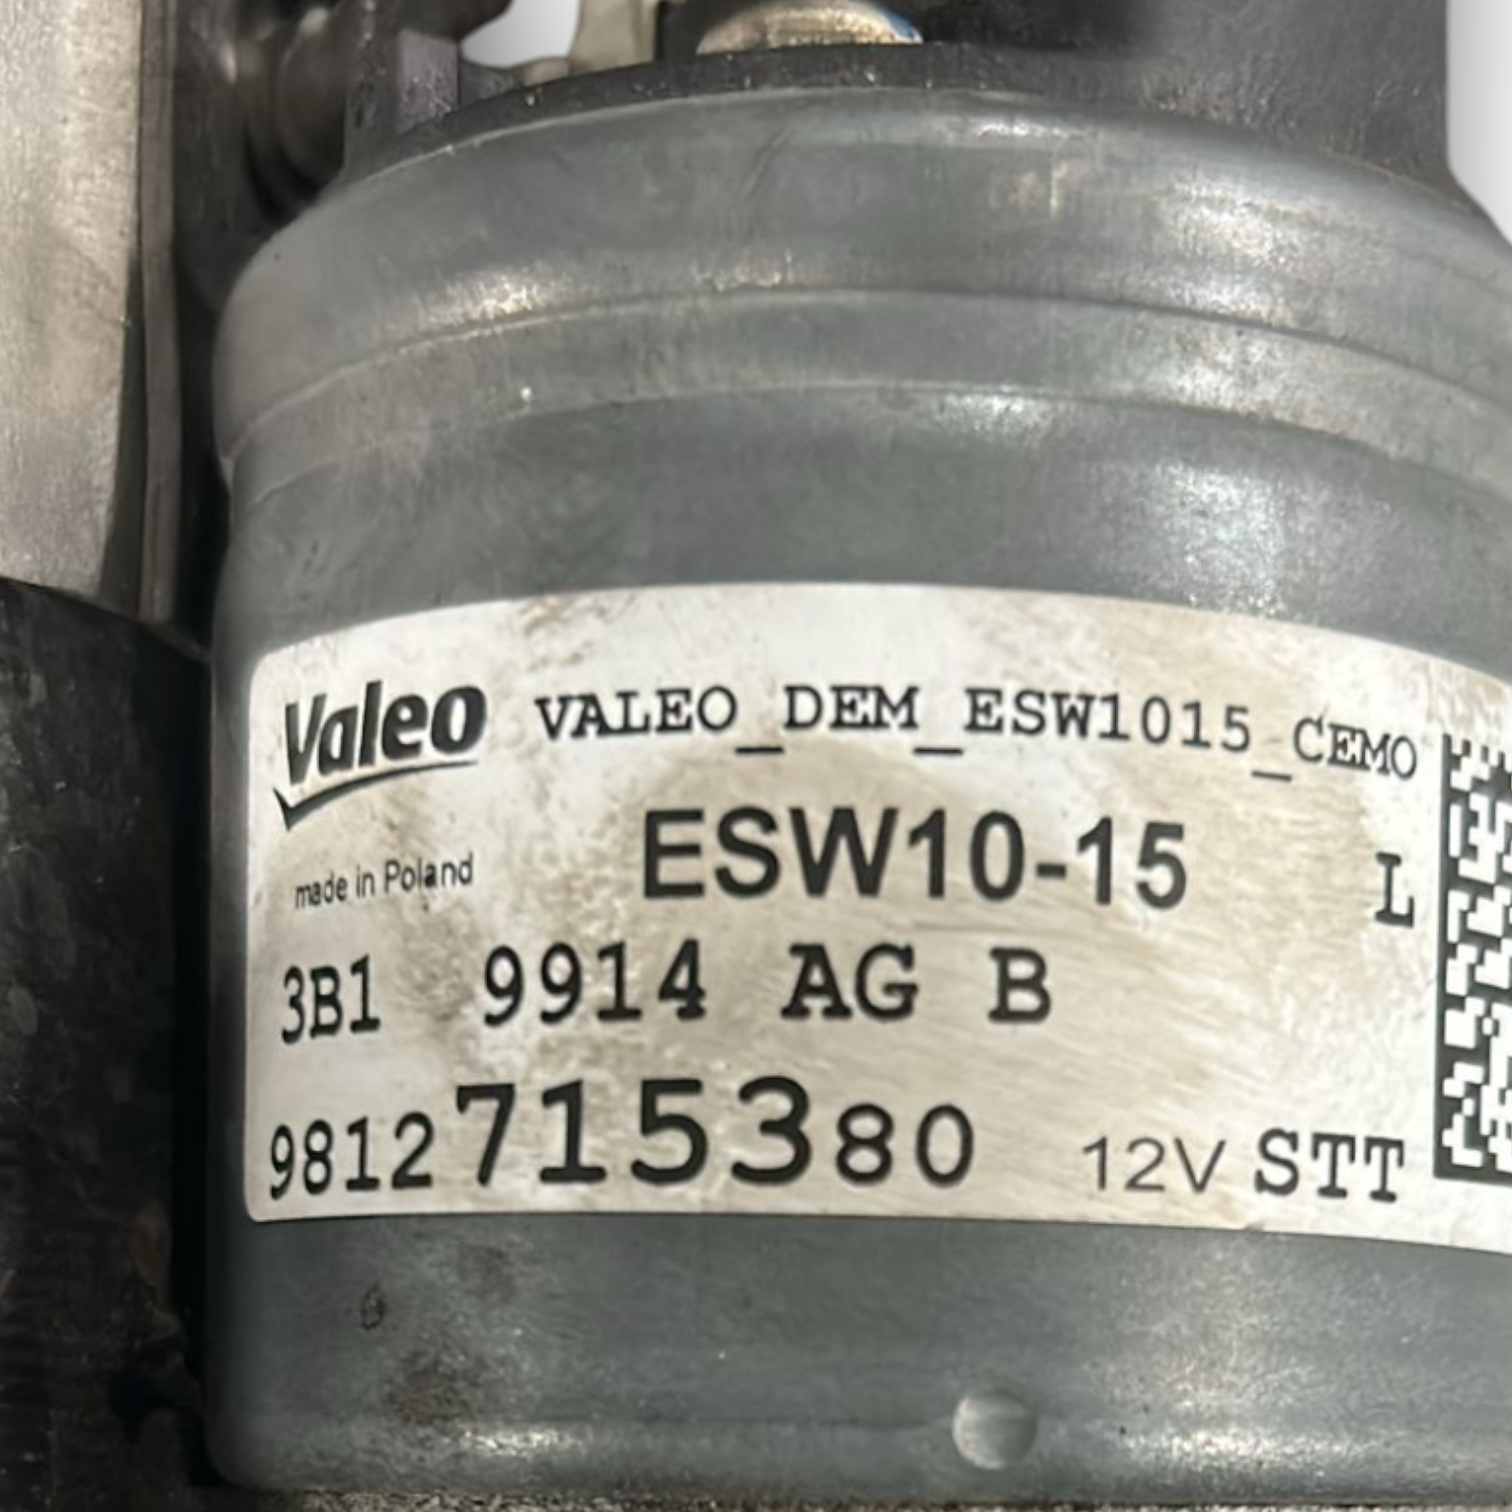 Valeo VALEO_DEM_ESW1015_CEMO
made in Poland ESW10-15 L
3B1 9914 AG B
9812715380 12V STT